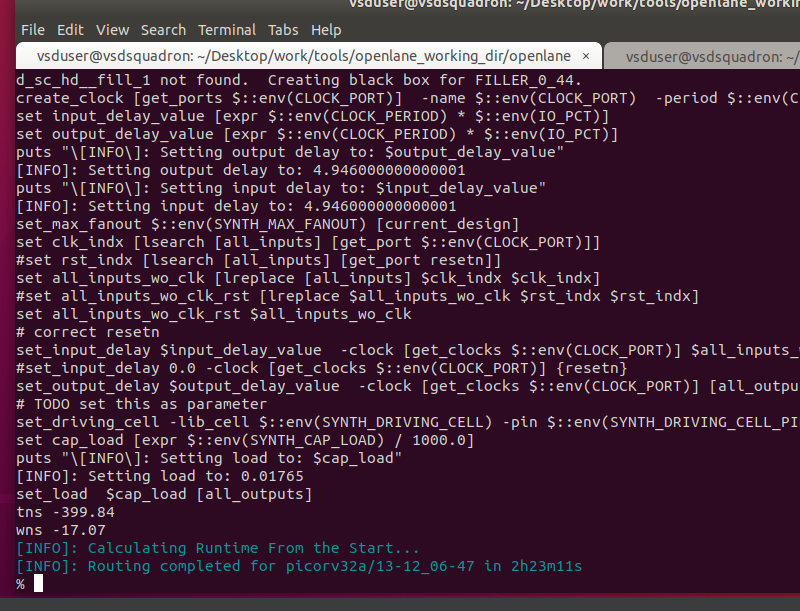 vsduser@vsdsquadron: ~/Desktop/work/tools/openlane_workin
File Edit View Search Terminal Tabs Help
vsduser@vsdsquadron: ~/Desktop/work/tools/openlane_working_dir/openlane × vsduser@vsdsquadron: ~/
d_sc_hd__fill_1 not found.  Creating black box for FILLER_0_44.
create_clock [get_ports $::env(CLOCK_PORT)]  -name $::env(CLOCK_PORT)  -period $::env(C
set input_delay_value [expr $::env(CLOCK_PERIOD) * $::env(IO_PCT)]
set output_delay_value [expr $::env(CLOCK_PERIOD) * $::env(IO_PCT)]
puts "\[INFO\]: Setting output delay to: $output_delay_value"
[INFO]: Setting output delay to: 4.946000000000001
puts "\[INFO\]: Setting input delay to: $input_delay_value"
[INFO]: Setting input delay to: 4.946000000000001
set_max_fanout $::env(SYNTH_MAX_FANOUT) [current_design]
set clk_indx [lsearch [all_inputs] [get_port $::env(CLOCK_PORT)]]
#set rst_indx [lsearch [all_inputs] [get_port resetn]]
set all_inputs_wo_clk [lreplace [all_inputs] $clk_indx $clk_indx]
#set all_inputs_wo_clk_rst [lreplace $all_inputs_wo_clk $rst_indx $rst_indx]
set all_inputs_wo_clk_rst $all_inputs_wo_clk
# correct resetn
set_input_delay $input_delay_value  -clock [get_clocks $::env(CLOCK_PORT)] $all_inputs_
#set_input_delay 0.0 -clock [get_clocks $::env(CLOCK_PORT)] {resetn}
set_output_delay $output_delay_value  -clock [get_clocks $::env(CLOCK_PORT)] [all_outpu
# TODO set this as parameter
set_driving_cell -lib_cell $::env(SYNTH_DRIVING_CELL) -pin $::env(SYNTH_DRIVING_CELL_PI
set cap_load [expr $::env(SYNTH_CAP_LOAD) / 1000.0]
puts "\[INFO\]: Setting load to: $cap_load"
[INFO]: Setting load to: 0.01765
set_load  $cap_load [all_outputs]
tns -399.84
wns -17.07
[INFO]: Calculating Runtime From the Start...
[INFO]: Routing completed for picorv32a/13-12_06-47 in 2h23m11s
%